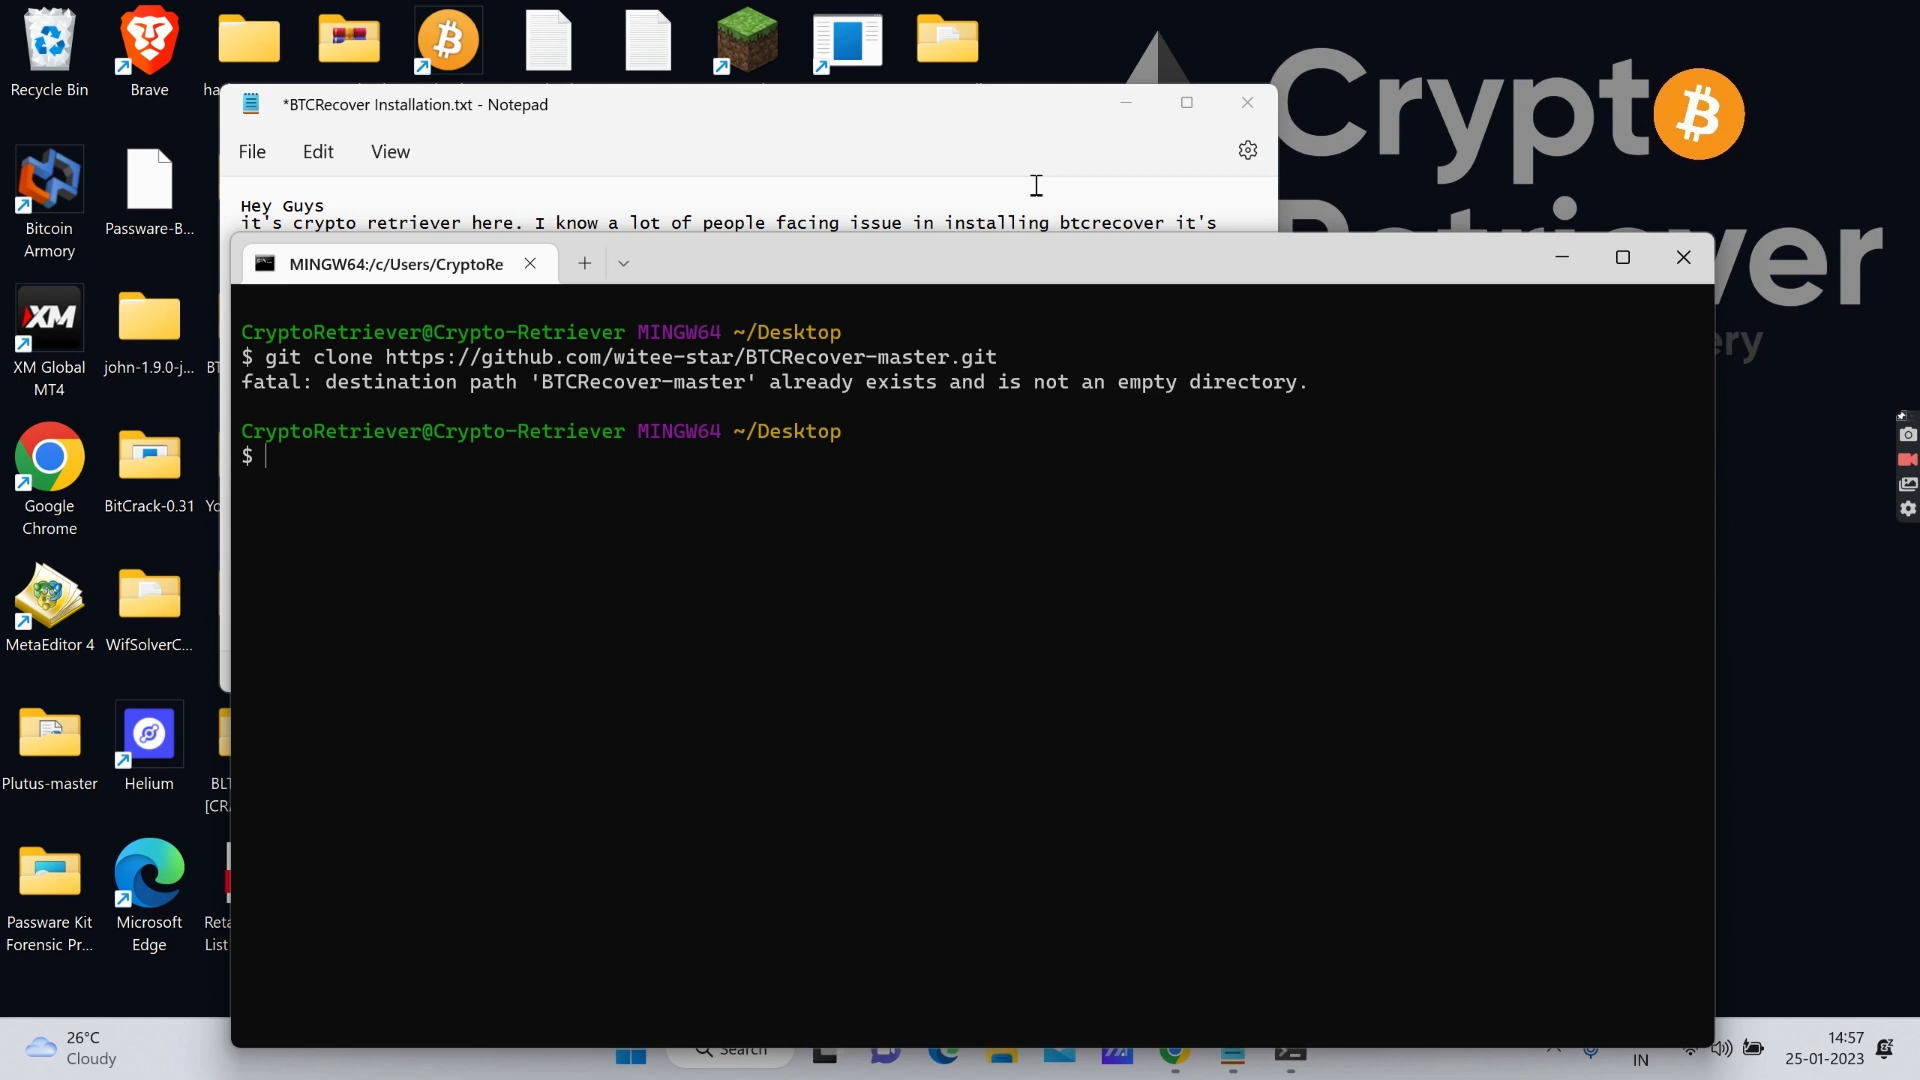 Recycle Bin
Brave
Bitcoin
Armory
Passware-B...
XM
XM Global
MT4
john-1.9.0-j...
Google
Chrome
BitCrack-0.31
MetaEditor 4
WifSolverC...
Plutus-master
Helium
[CR
Passware Kit
Forensic Pr...
Microsoft
Edge
List
*BTCRecover Installation.txt - Notepad
File Edit View
Hey Guys
it's crypto retriever here. I know a lot of people facing issue in installing btcrecover it's
MINGW64:/c/Users/CryptoRe
CryptoRetriever@Crypto-Retriever MINGW64 ~/Desktop
$ git clone https://github.com/witee-star/BTCRecover-master.git
fatal: destination path 'BTCRecover-master' already exists and is not an empty directory.
CryptoRetriever@Crypto-Retriever MINGW64 ~/Desktop
$
Crypt
ver
ery
26°C
Cloudy
Search
IN
14:57
25-01-2023